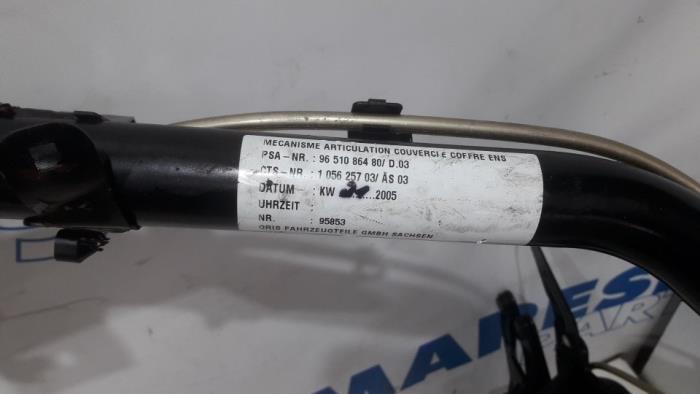 MECANISME ARTICULATION COUVERCLE COFFRE ENS
PSA-NR. : 96 510 864 80/ D.03
CTS-NR : 1 056 257 03/ ÄS 03
DATUM : KW ....2005
UHRZEIT :
NR. : 95853
ORIS FAHRZEUGTEILE GMBH SACHSEN